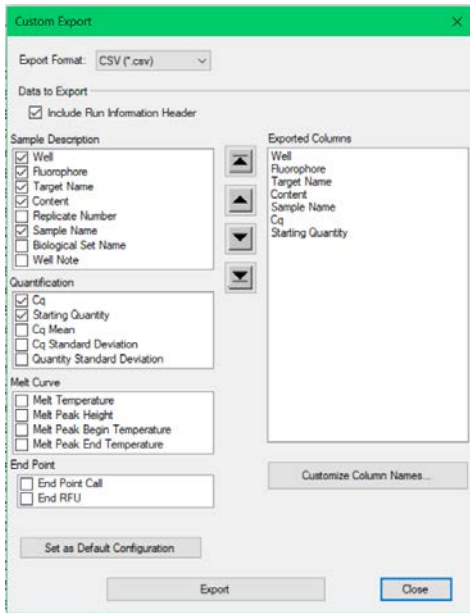 Custom Export
Export Format: CSV (*.csv)
Data to Export
Include Run Information Header
Sample Description
Well
Fluorophore
Target Name
Content
Replicate Number
Sample Name
Biological Set Name
Well Note
Quantification
Cq
Starting Quantity
Cq Mean
Cq Standard Deviation
Quantity Standard Deviation
Melt Curve
Melt Temperature
Melt Peak Height
Melt Peak Begin Temperature
Melt Peak End Temperature
End Point
End Point Call
End RFU
Exported Columns
Well
Fluorophore
Target Name
Content
Sample Name
Cq
Starting Quantity
Customize Column Names...
Set as Default Configuration
Export
Close